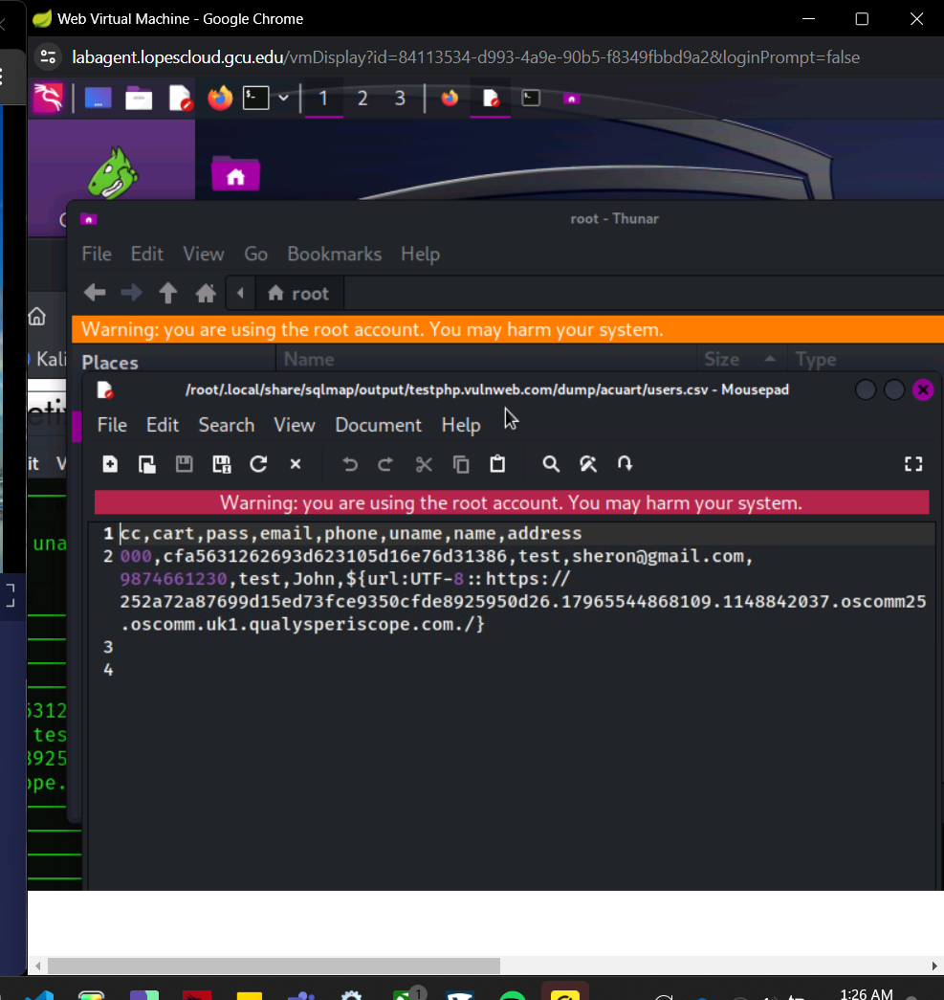 Web Virtual Machine - Google Chrome
labagent.lopescloud.gcu.edu/vmDisplay?id=84113534-d993-4a9e-90b5-f8349fbbd9a2&loginPrompt=false
1 2 3
root - Thunar
File Edit View Go Bookmarks Help
root
Warning: you are using the root account. You may harm your system.
Kali
Places Name Size Type
/root/.local/share/sqlmap/output/testphp.vulnweb.com/dump/acuart/users.csv - Mousepad
File Edit Search View Document Help
it V
Warning: you are using the root account. You may harm your system.
1 cc,cart,pass,email,phone,uname,name,address
una
2 000,cfa5631262693d623105d16e76d31386,test,sheron@gmail.com,
9874661230,test,John,${url:UTF-8::https://
252a72a87699d15ed73fce9350cfde8925950d26.17965544868109.1148842037.oscomm25
.oscomm.uk1.qualysperiscope.com./}
3
4
6312
tes
8925
ope.
1
1:26 AM